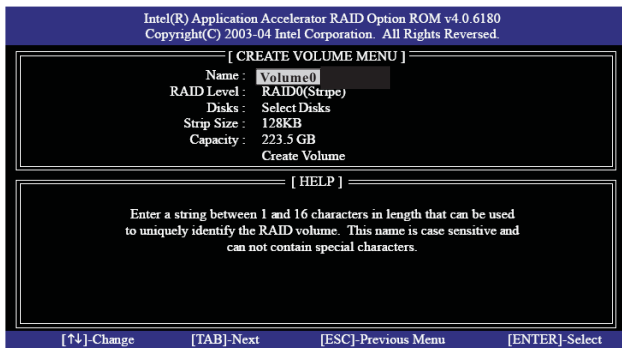 Intel(R) Application Accelerator RAID Option ROM v4.0.6180
Copyright(C) 2003-04 Intel Corporation. All Rights Reversed.
[ CREATE VOLUME MENU ]
Name : Volume0
RAID Level : RAID0(Stripe)
Disks : Select Disks
Strip Size : 128KB
Capacity : 223.5 GB
Create Volume
[ HELP ]
Enter a string between 1 and 16 characters in length that can be used
to uniquely identify the RAID volume. This name is case sensitive and
can not contain special characters.
[↑↓]-Change [TAB]-Next [ESC]-Previous Menu [ENTER]-Select